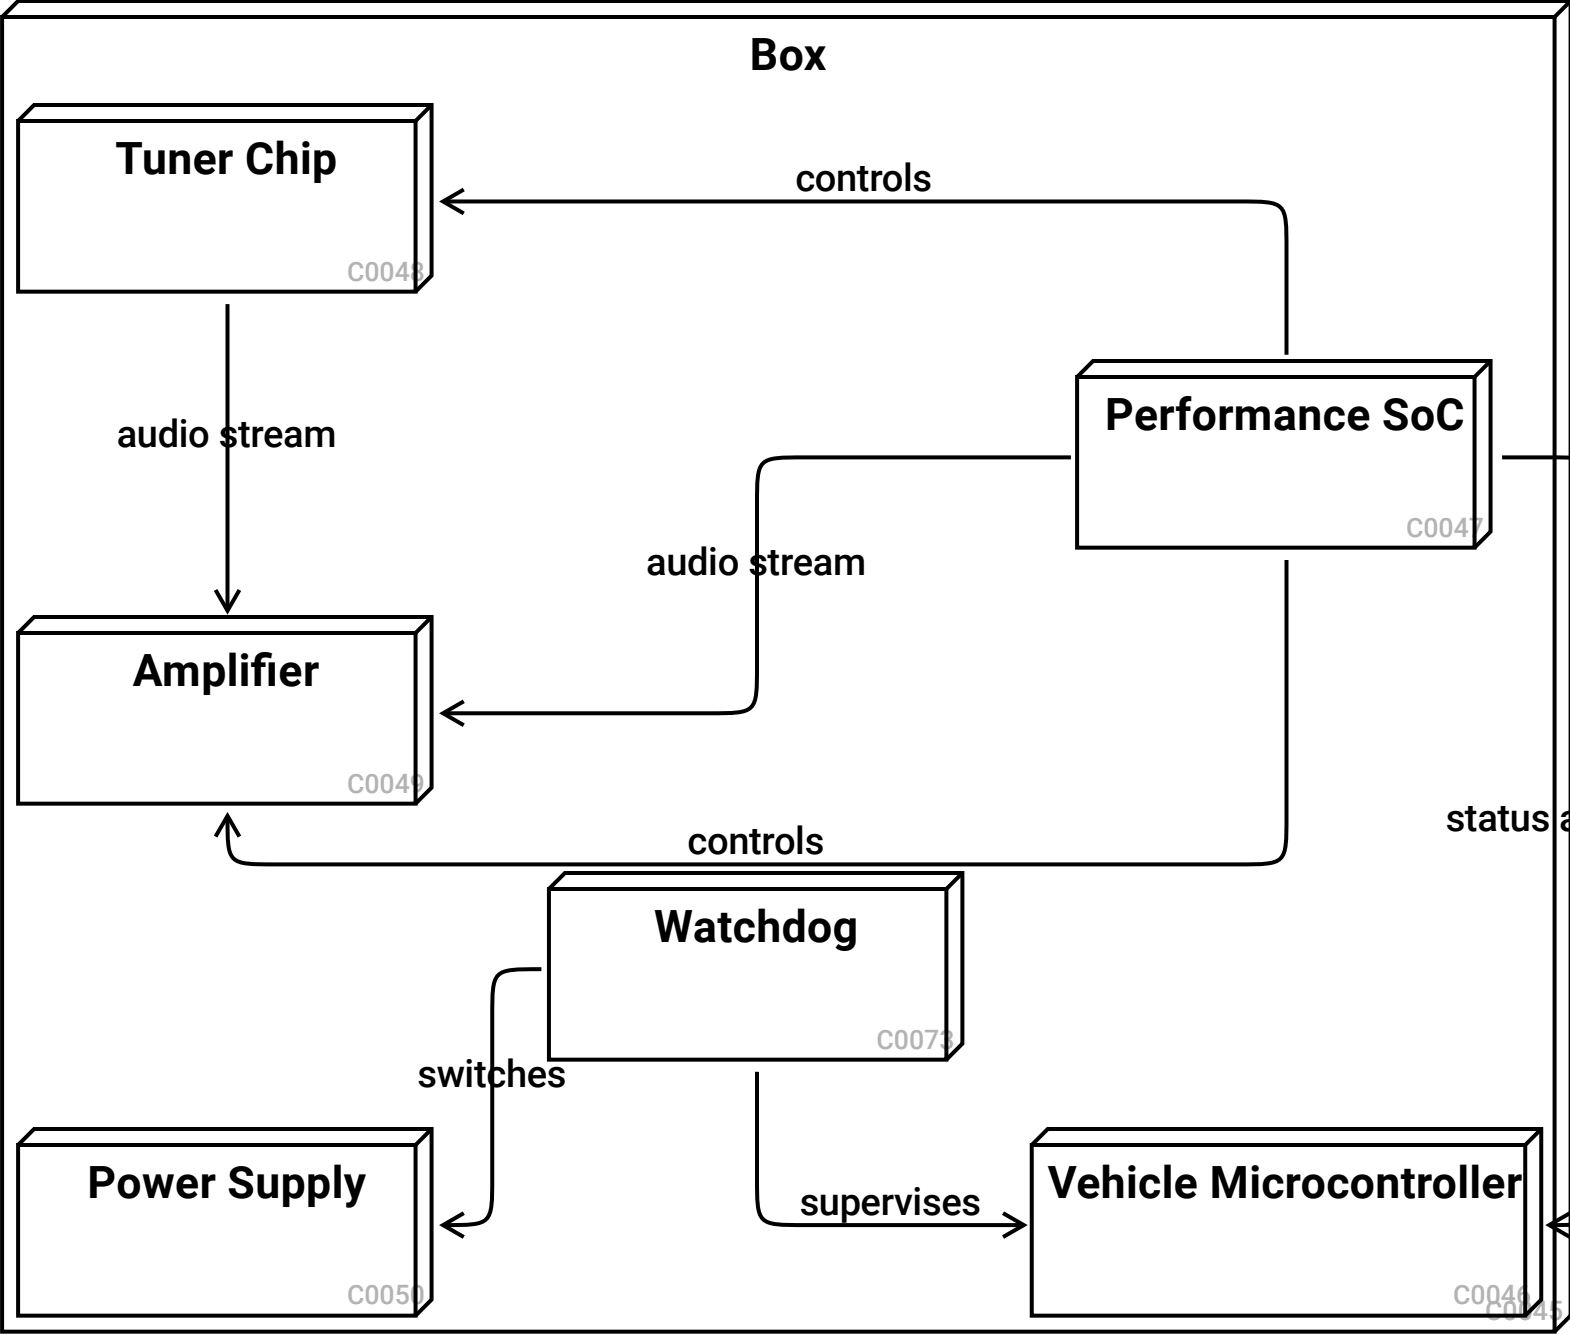 Box
Tuner Chip
controls
C0048
Performance SoC
audio stream
C0047
audio stream
Amplifier
C0049
status
controls
Watchdog
C0073
switches
Power Supply
Vehicle Microcontroller
supervises
C0050
C0046
C0045